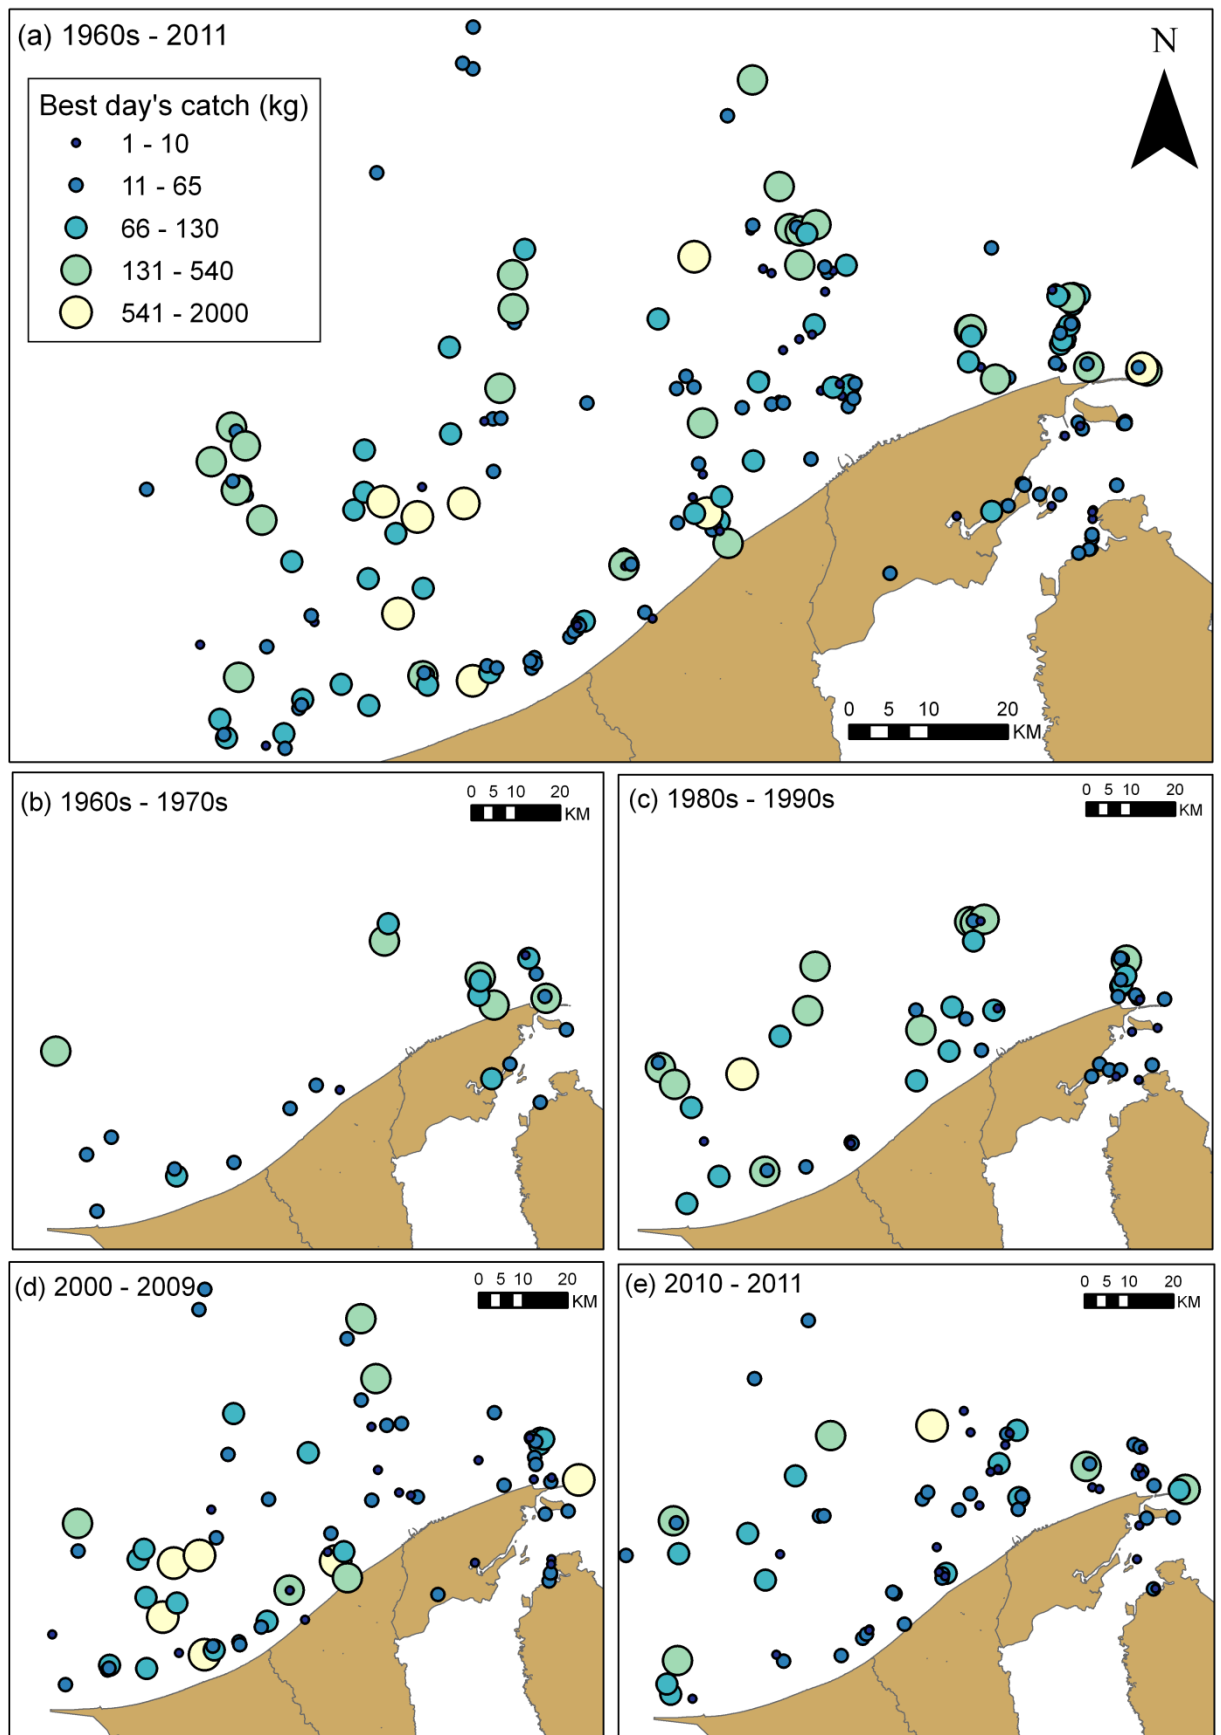 (a) 1960s - 2011
N
Best day's catch (kg)
1 - 10
11 - 65
66 - 130
131 - 540
541 - 2000
0 5 10 20
KM
(b) 1960s - 1970s
0 5 10 20
KM
(c) 1980s - 1990s
0 5 10 20
KM
(d) 2000 - 2009
0 5 10 20
KM
(e) 2010 - 2011
0 5 10 20
KM